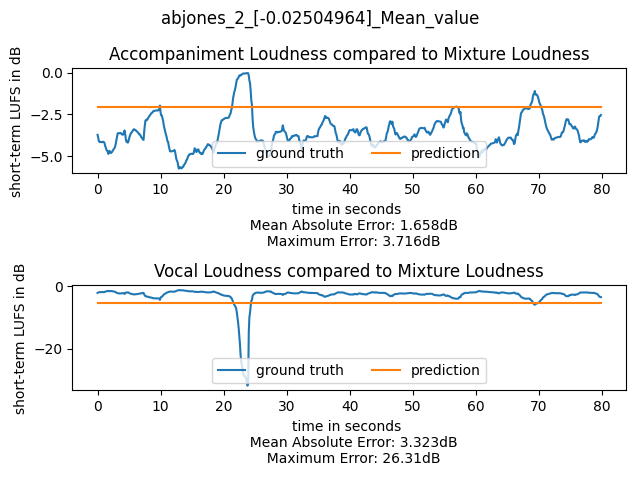 abjones_2_[-0.02504964]_Mean_value
Accompaniment Loudness compared to Mixture Loudness
short-term LUFS in dB
0.0
−2.5
−5.0
ground truth
prediction
0 10 20 30 40 50 60 70 80
time in seconds
Mean Absolute Error: 1.658dB
Maximum Error: 3.716dB
Vocal Loudness compared to Mixture Loudness
short-term LUFS in dB
0
−20
ground truth
prediction
0 10 20 30 40 50 60 70 80
time in seconds
Mean Absolute Error: 3.323dB
Maximum Error: 26.31dB